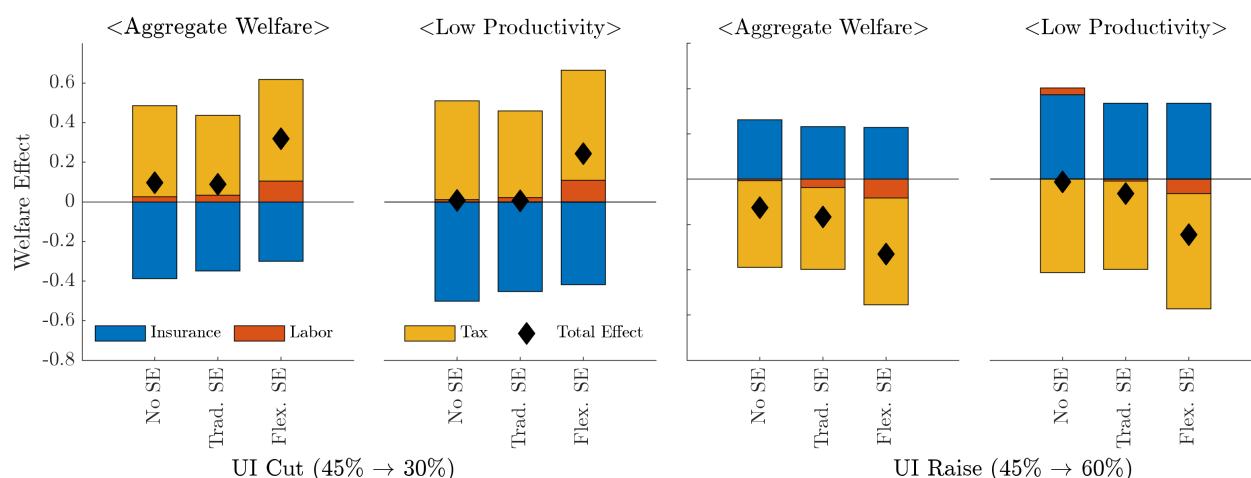 <Aggregate Welfare>
<Low Productivity>
<Aggregate Welfare>
<Low Productivity>
Welfare Effect
0.6
0.4
0.2
0
-0.2
-0.4
-0.6
-0.8
Insurance
Labor
Tax
Total Effect
No SE
Trad. SE
Flex. SE
No SE
Trad. SE
Flex. SE
No SE
Trad. SE
Flex. SE
No SE
Trad. SE
Flex. SE
UI Cut (45% → 30%)
UI Raise (45% → 60%)